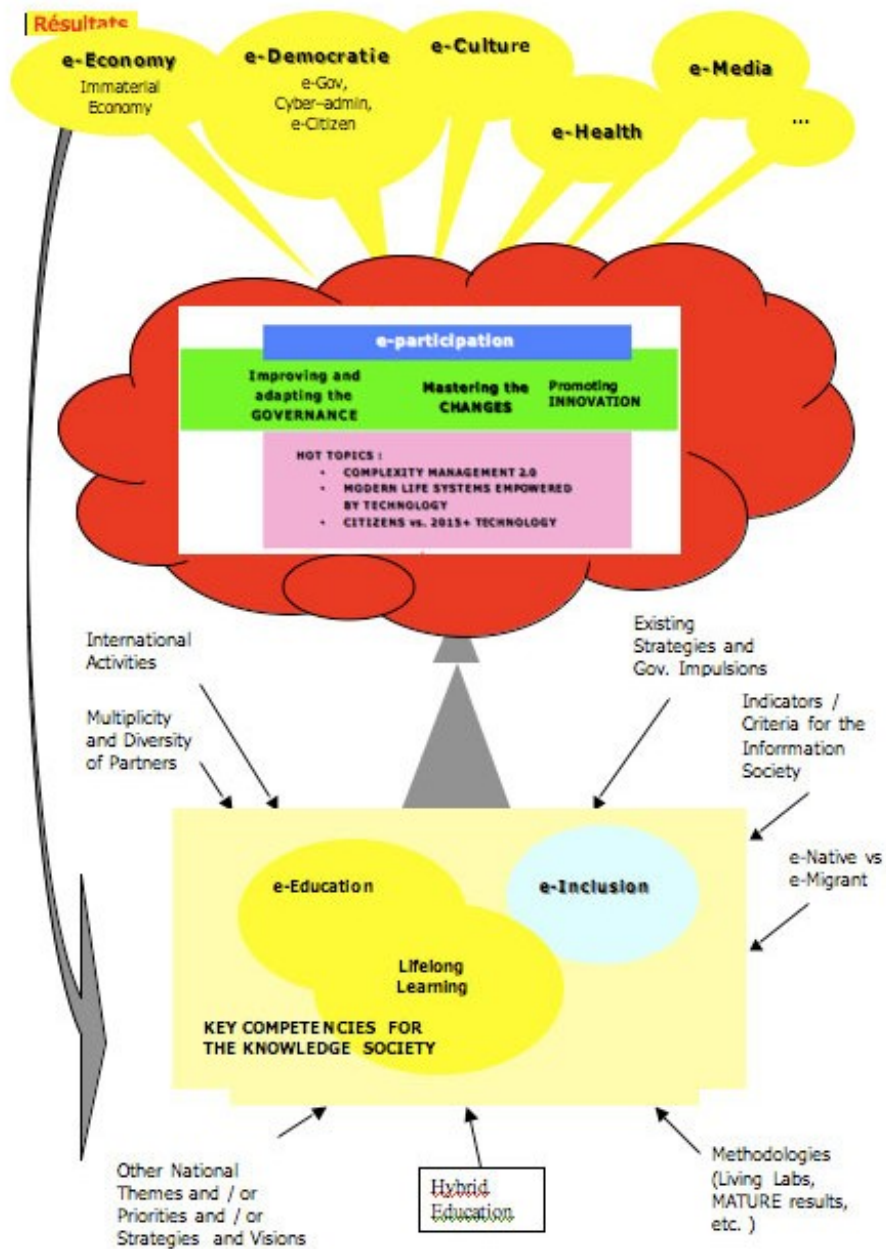 Résultats
e-Economy
Immaterial
Economy
e-Democratie
e-Gov,
Cyber-admin,
e-Citizen
e-Culture
e-Health
e-Media
...
e-participation
Improving and
adapting the
GOVERNANCE
Mastering the
CHANGES
Promoting
INNOVATION
HOT TOPICS :
• COMPLEXITY MANAGEMENT 2.0
• MODERN LIFE SYSTEMS EMPOWERED
BY TECHNOLOGY
• CITIZENS vs. 2015+ TECHNOLOGY
International
Activities
Multiplicity
and Diversity
of Partners
Existing
Strategies and
Gov. Impulsions
Indicators /
Criteria for the
Inforrmation
Society
e-Native vs
e-Migrant
e-Education
e-Inclusion
Lifelong
Learning
KEY COMPETENCIES FOR
THE KNOWLEDGE SOCIETY
Other National
Themes and / or
Priorities and / or
Strategies and Visions
Hybrid
Education
Methodologies
(Living Labs,
MATURE results,
etc. )